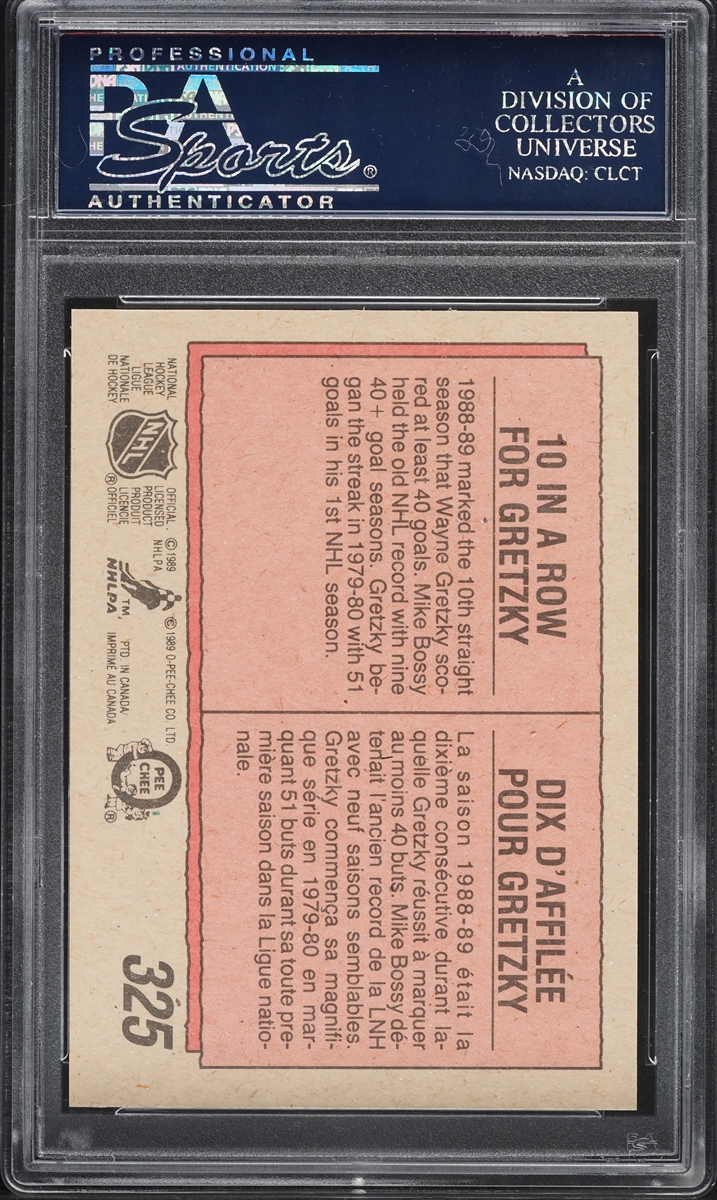 PROFESSIONAL
PSA
Sports®
AUTHENTICATOR
A
DIVISION OF
COLLECTORS
UNIVERSE
NASDAQ: CLCT
10 IN A ROW
FOR GRETZKY
1988-89 marked the 10th straight
season that Wayne Gretzky sco-
red at least 40 goals. Mike Bossy
held the old NHL record with nine
40 + goal seasons. Gretzky be-
gan the streak in 1979-80 with 51
goals in his 1st NHL season.
DIX D'AFFILÉE
POUR GRETZKY
La saison 1988-89 était la
dixième consécutive durant la-
quelle Gretzky réussit à marquer
au moins 40 buts. Mike Bossy dé-
tenait l'ancien record de la LNH
avec neuf saisons semblables.
Gretzky commença sa magnifi-
que série en 1979-80 en mar-
quant 51 buts durant sa toute pre-
mière saison dans la Ligue natio-
nale.
NATIONAL
HOCKEY
LEAGUE
LIGUE
NATIONALE
DE HOCKEY
NHL
®
OFFICIAL
LICENSED
PRODUCT
PRODUIT
LICENCIÉ
OFFICIEL
© 1989
NHLPA
TM.
NHLPA
© 1989 O-PEE-CHEE CO. LTD
PTD. IN CANADA/
IMPRIMÉ AU CANADA
O
PEE
CHEE
®
325